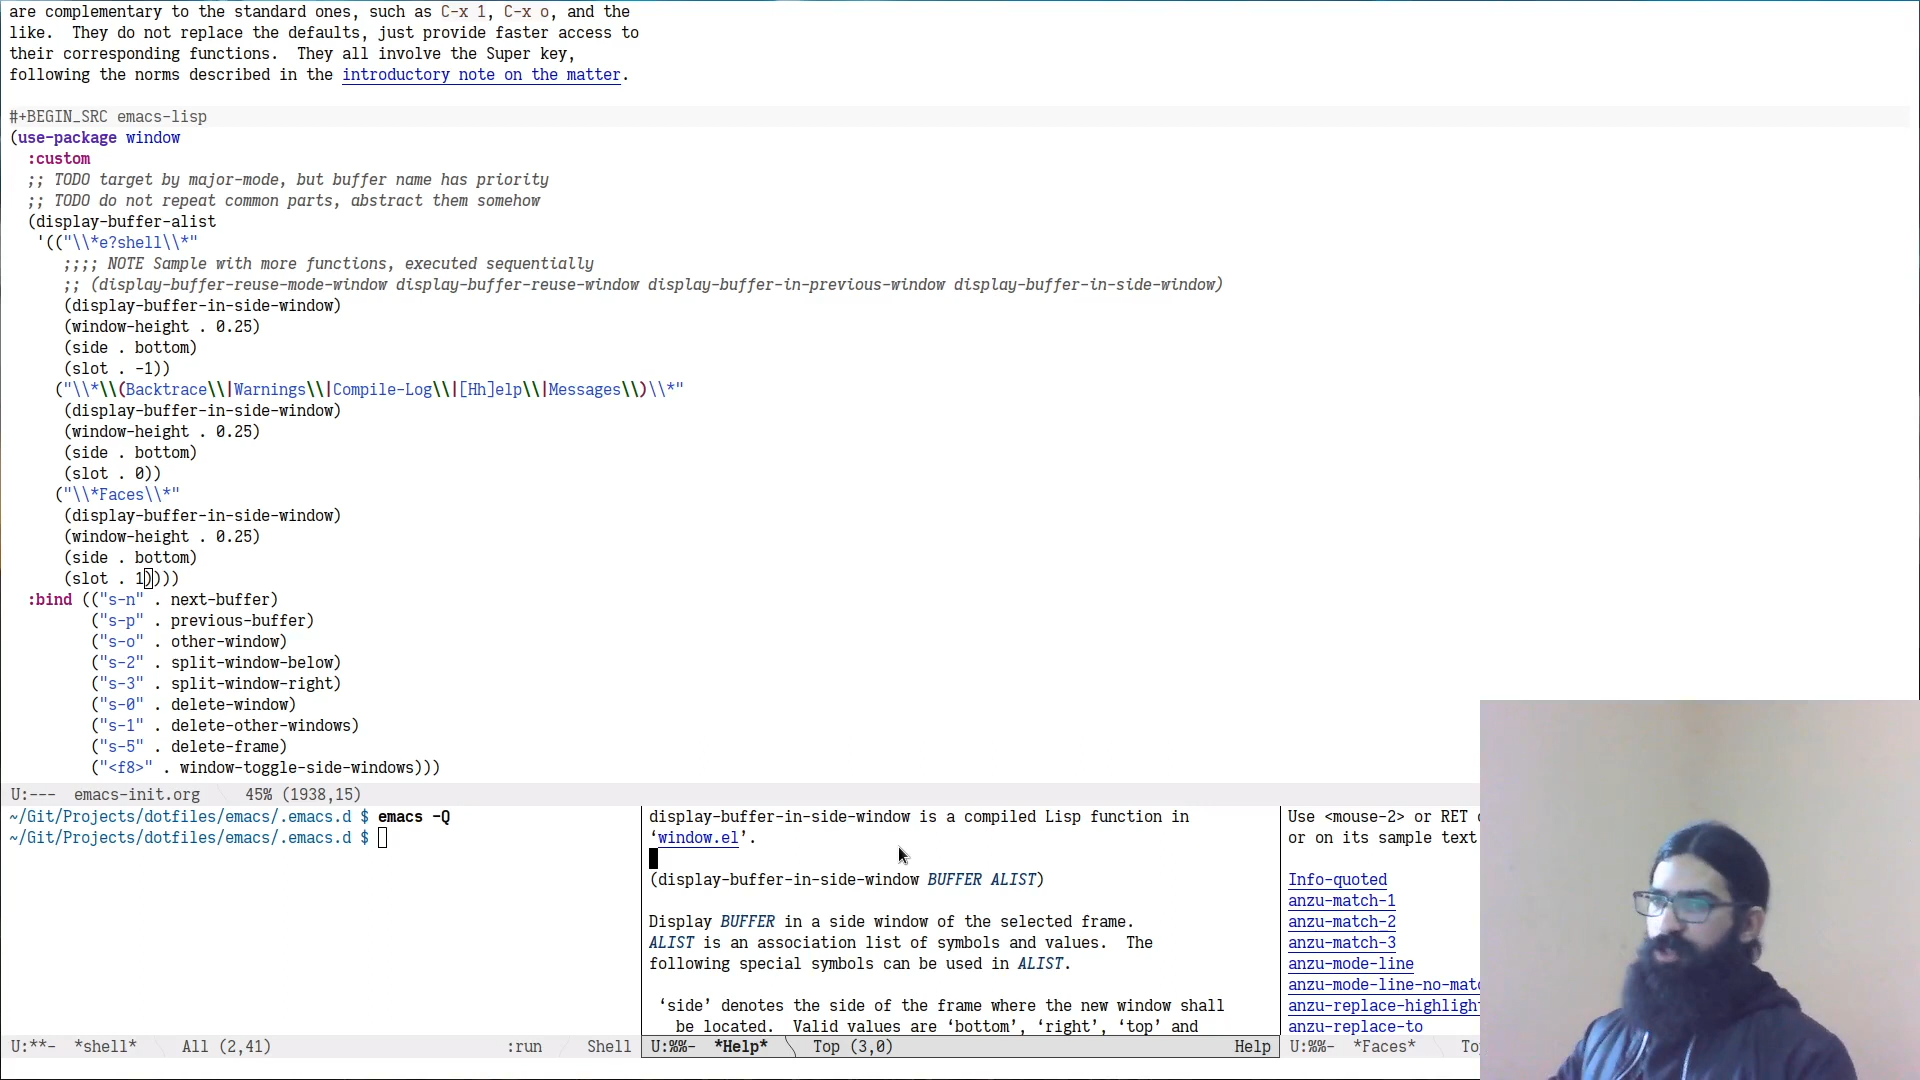 are complementary to the standard ones, such as C-x 1, C-x o, and the
like.  They do not replace the defaults, just provide faster access to
their corresponding functions.  They all involve the Super key,
following the norms described in the introductory note on the matter.
#+BEGIN_SRC emacs-lisp
(use-package window
  :custom
  ;; TODO target by major-mode, but buffer name has priority
  ;; TODO do not repeat common parts, abstract them somehow
  (display-buffer-alist
   '(("\\*e?shell\\*"
      ;;;; NOTE Sample with more functions, executed sequentially
      ;; (display-buffer-reuse-mode-window display-buffer-reuse-window display-buffer-in-previous-window display-buffer-in-side-window)
      (display-buffer-in-side-window)
      (window-height . 0.25)
      (side . bottom)
      (slot . -1))
     ("\\*\\(Backtrace\\|Warnings\\|Compile-Log\\|[Hh]elp\\|Messages\\)\\*"
      (display-buffer-in-side-window)
      (window-height . 0.25)
      (side . bottom)
      (slot . 0))
     ("\\*Faces\\*"
      (display-buffer-in-side-window)
      (window-height . 0.25)
      (side . bottom)
      (slot . 1))))
  :bind (("s-n" . next-buffer)
         ("s-p" . previous-buffer)
         ("s-o" . other-window)
         ("s-2" . split-window-below)
         ("s-3" . split-window-right)
         ("s-0" . delete-window)
         ("s-1" . delete-other-windows)
         ("s-5" . delete-frame)
         ("<f8>" . window-toggle-side-windows)))
U:---  emacs-init.org     45% (1938,15)
~/Git/Projects/dotfiles/emacs/.emacs.d $ emacs -Q
~/Git/Projects/dotfiles/emacs/.emacs.d $
U:**-  *shell*     All (2,41)     :run     Shell
display-buffer-in-side-window is a compiled Lisp function in
‘window.el’.
(display-buffer-in-side-window BUFFER ALIST)
Display BUFFER in a side window of the selected frame.
ALIST is an association list of symbols and values.  The
following special symbols can be used in ALIST.
‘side’ denotes the side of the frame where the new window shall
be located.  Valid values are ‘bottom’, ‘right’, ‘top’ and
U:%%-  *Help*     Top (3,0)     Help
Use <mouse-2> or RET
or on its sample text
Info-quoted
anzu-match-1
anzu-match-2
anzu-match-3
anzu-mode-line
anzu-mode-line-no-mat
anzu-replace-highligh
anzu-replace-to
U:%%-  *Faces*     To